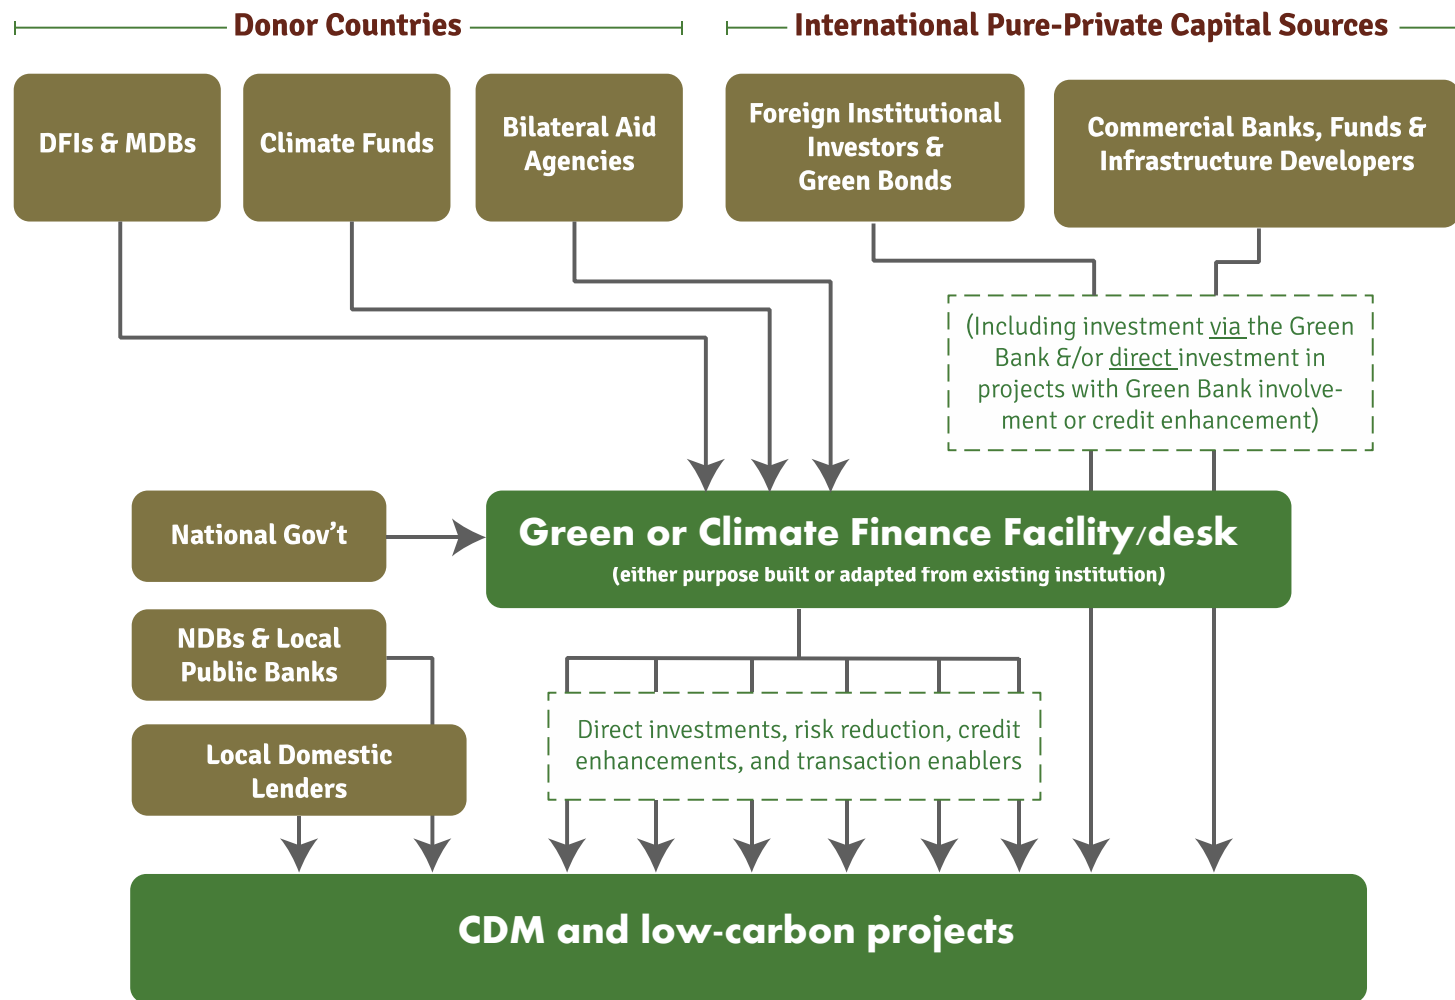 Donor Countries
International Pure-Private Capital Sources
DFIs & MDBs
Climate Funds
Bilateral Aid
Agencies
Foreign Institutional
Investors &
Green Bonds
Commercial Banks, Funds &
Infrastructure Developers
(Including investment via the Green
Bank &/or direct investment in
projects with Green Bank involve-
ment or credit enhancement)
National Gov’t
Green or Climate Finance Facility/desk
(either purpose built or adapted from existing institution)
NDBs & Local
Public Banks
Local Domestic
Lenders
Direct investments, risk reduction, credit
enhancements, and transaction enablers
CDM and low-carbon projects